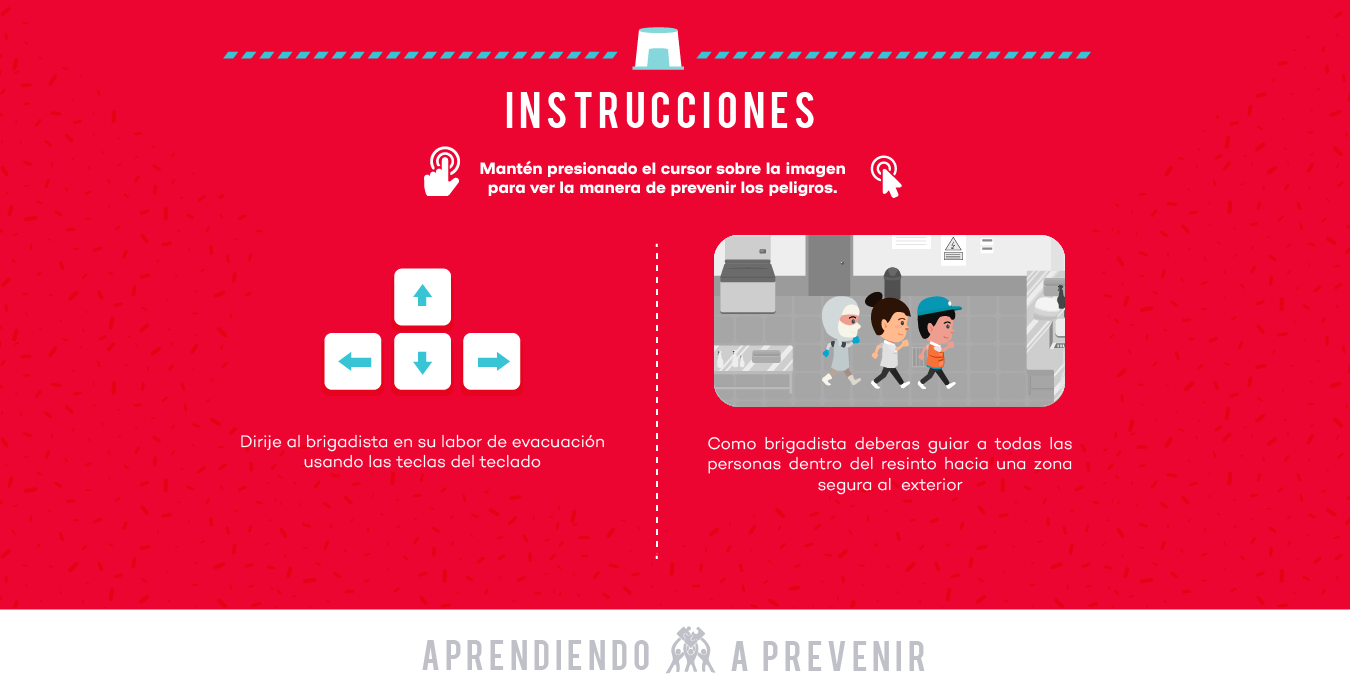 INSTRUCCIONES
Mantén presionado el cursor sobre la imagen
para ver la manera de prevenir los peligros.
Dirije al brigadista en su labor de evacuación
usando las teclas del teclado
Como brigadista deberas guiar a todas las
personas dentro del resinto hacia una zona
segura al exterior
APRENDIENDO A PREVENIR